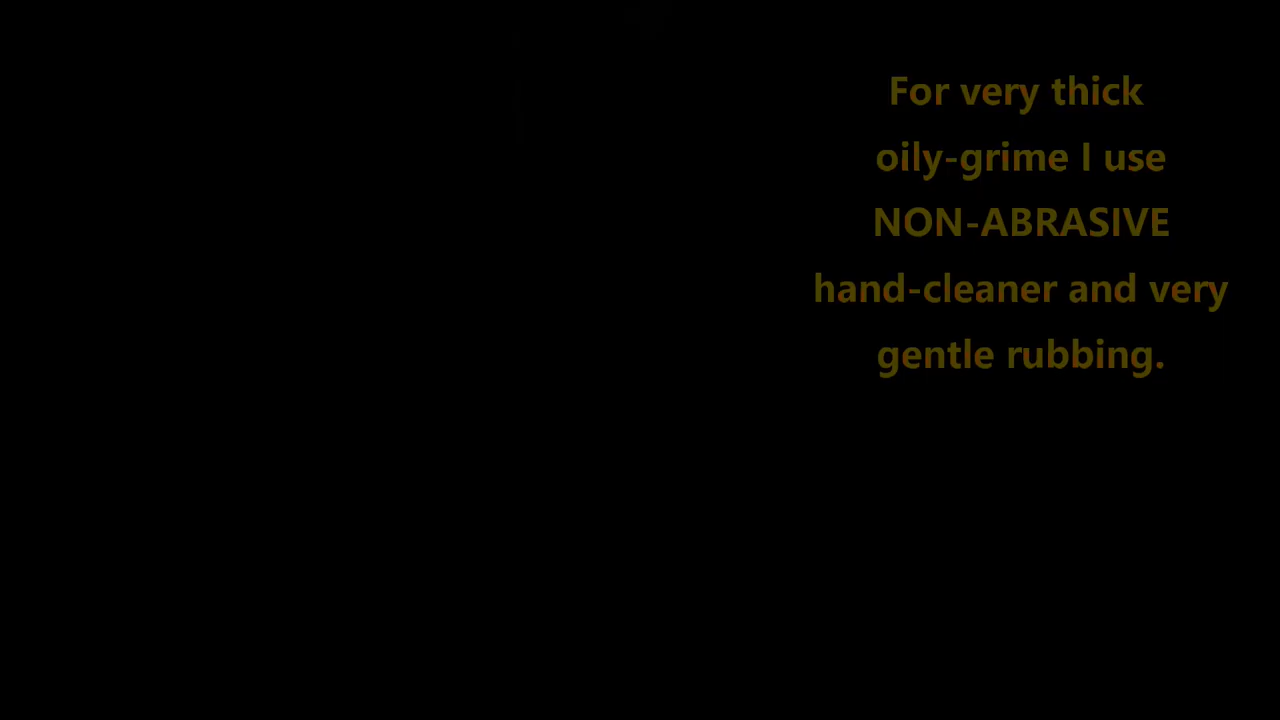 For very thick
oily-grime I use
NON-ABRASIVE
hand-cleaner and very
gentle rubbing.